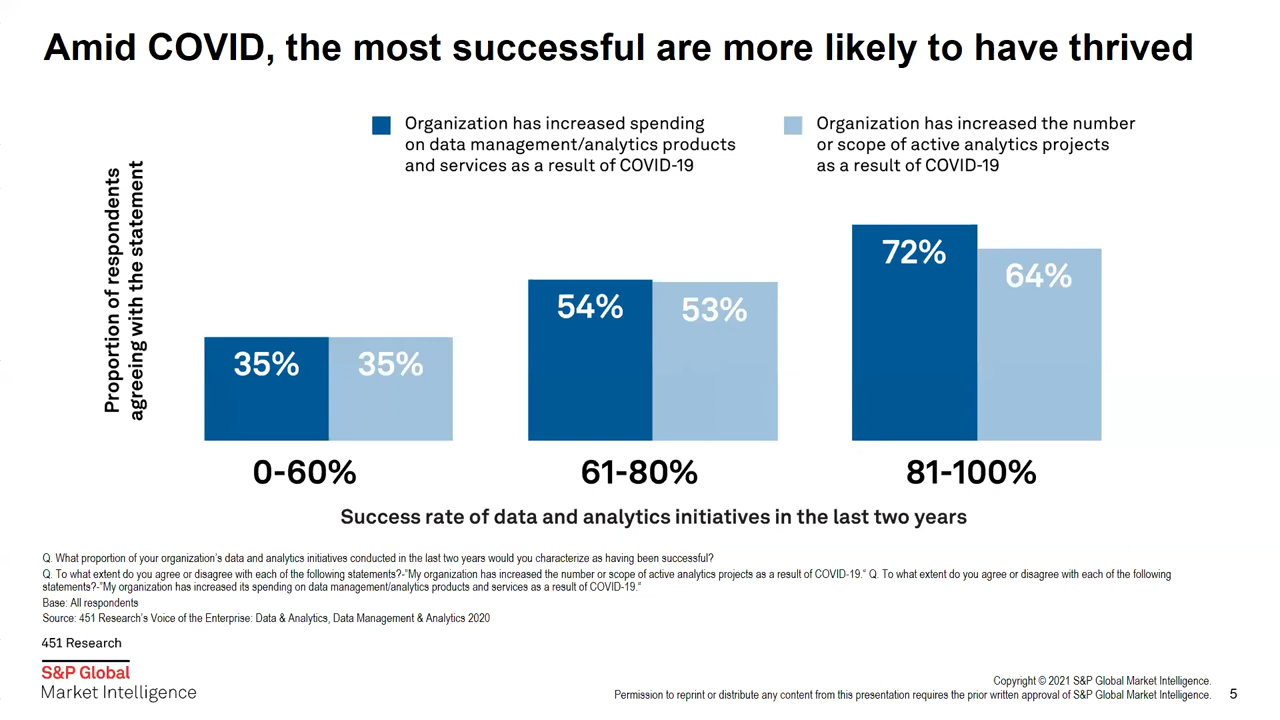 Amid COVID, the most successful are more likely to have thrived
Organization has increased spending
on data management/analytics products
and services as a result of COVID-19
Organization has increased the number
or scope of active analytics projects
as a result of COVID-19
Proportion of respondents
agreeing with the statement
35%
35%
54%
53%
72%
64%
0-60%
61-80%
81-100%
Success rate of data and analytics initiatives in the last two years
Q. What proportion of your organization's data and analytics initiatives conducted in the last two years would you characterize as having been successful?
Q. To what extent do you agree or disagree with each of the following statements?-"My organization has increased the number or scope of active analytics projects as a result of COVID-19." Q. To what extent do you agree or disagree with each of the following
statements?-"My organization has increased its spending on data management/analytics products and services as a result of COVID-19."
Base: All respondents
Source: 451 Research's Voice of the Enterprise: Data & Analytics, Data Management & Analytics 2020
451 Research
S&P Global
Market Intelligence
Copyright © 2021 S&P Global Market Intelligence.
Permission to reprint or distribute any content from this presentation requires the prior written approval of S&P Global Market Intelligence.
5